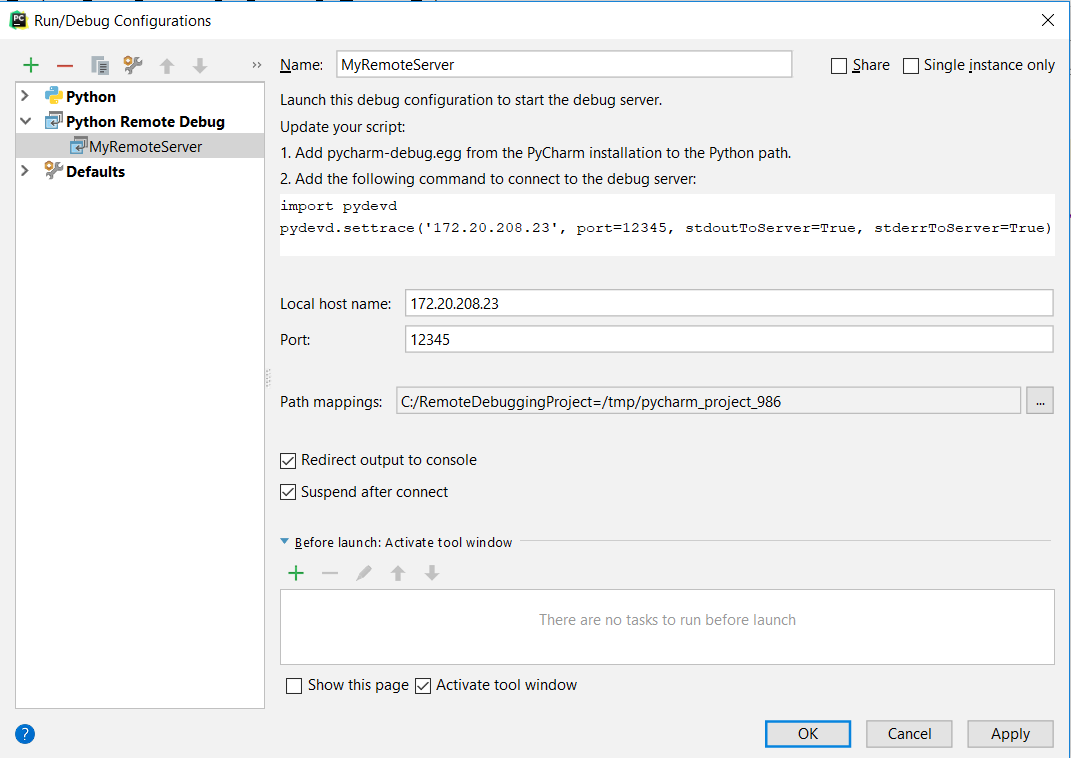 PC Run/Debug Configurations
Name: MyRemoteServer Share Single instance only
Python
Python Remote Debug
MyRemoteServer
Defaults
Launch this debug configuration to start the debug server.
Update your script:
1. Add pycharm-debug.egg from the PyCharm installation to the Python path.
2. Add the following command to connect to the debug server:
import pydevd
pydevd.settrace('172.20.208.23', port=12345, stdoutToServer=True, stderrToServer=True)
Local host name: 172.20.208.23
Port: 12345
Path mappings: C:/RemoteDebuggingProject=/tmp/pycharm_project_986 ...
Redirect output to console
Suspend after connect
Before launch: Activate tool window
There are no tasks to run before launch
Show this page Activate tool window
? OK Cancel Apply